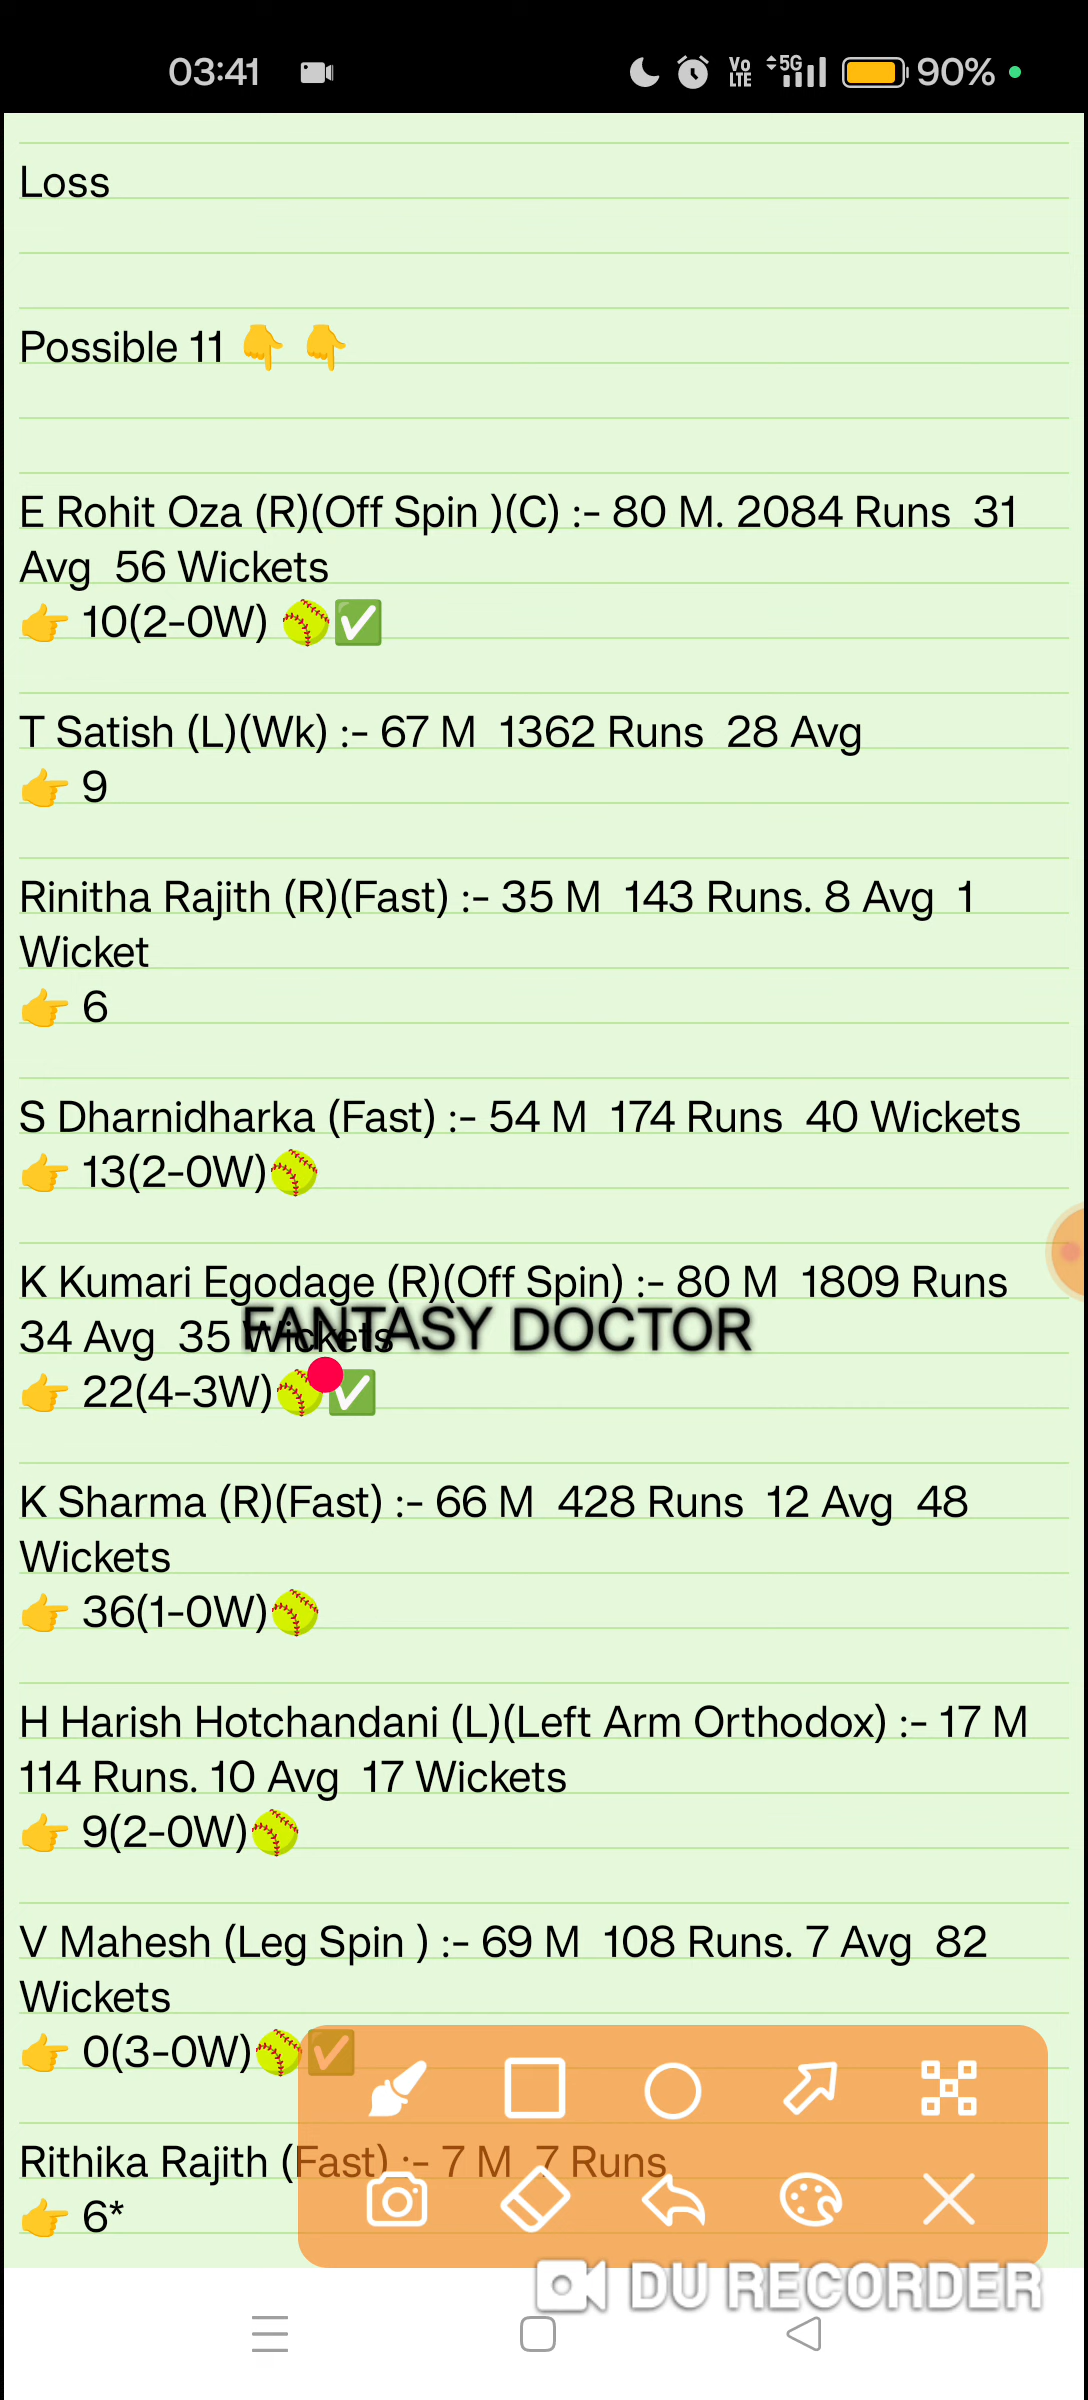 03:41
Vo LTE 5G 90%
Loss
Possible 11 👇 👇
E Rohit Oza (R)(Off Spin )(C) :- 80 M. 2084 Runs 31
Avg 56 Wickets
👉 10(2-0W) 🥎✅
T Satish (L)(Wk) :- 67 M 1362 Runs 28 Avg
👉 9
Rinitha Rajith (R)(Fast) :- 35 M 143 Runs. 8 Avg 1
Wicket
👉 6
S Dharnidharka (Fast) :- 54 M 174 Runs 40 Wickets
👉 13(2-0W)🥎
K Kumari Egodage (R)(Off Spin) :- 80 M 1809 Runs
34 Avg 35 Wickets
FANTASY DOCTOR
👉 22(4-3W)🥎✅
K Sharma (R)(Fast) :- 66 M 428 Runs 12 Avg 48
Wickets
👉 36(1-0W)🥎
H Harish Hotchandani (L)(Left Arm Orthodox) :- 17 M
114 Runs. 10 Avg 17 Wickets
👉 9(2-0W)🥎
V Mahesh (Leg Spin ) :- 69 M 108 Runs. 7 Avg 82
Wickets
👉 0(3-0W)🥎✅
Rithika Rajith (Fast) :- 7 M 7 Runs
👉 6*
DU RECORDER